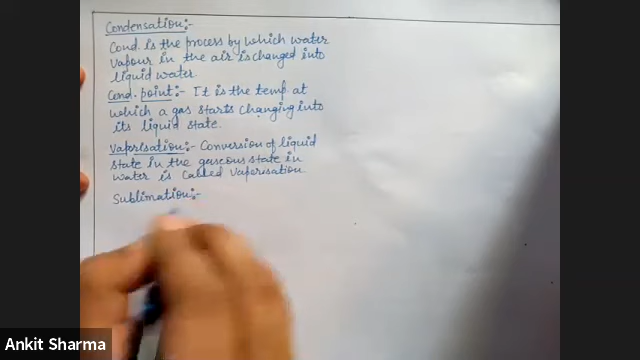 Condensation:-
Cond. is the process by which water
vapour in the air is changed into
liquid water.
Cond. point:- It is the temp at
which a gas starts changing into
its liquid state.
Vaporisation:- Conversion of liquid
state in the gaseous state in
water is called Vaporisation
Sublimation:-
Ankit Sharma